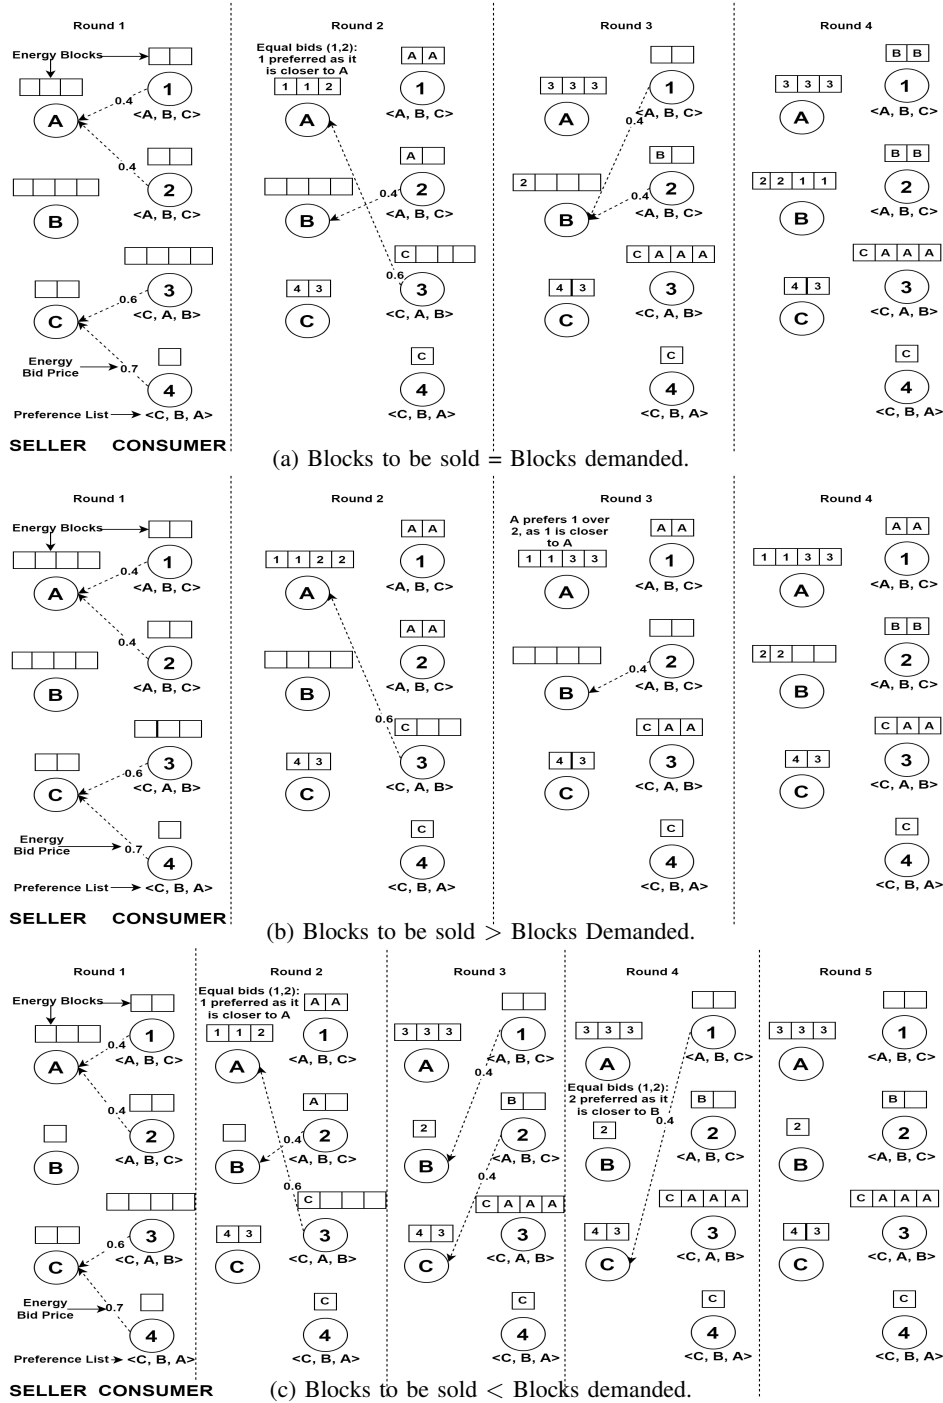 Round 1
Energy Blocks
1
0.4
A
<A, B, C>
0.4
2
B
<A, B, C>
3
0.6
C
<C, A, B>
Energy
Bid Price
0.7
4
Preference List
<C, B, A>
SELLER CONSUMER
Round 2
Equal bids (1,2):
1 preferred as it
is closer to A
A A
1 1 2
1
A
<A, B, C>
A
2
0.4
B
<A, B, C>
C
0.6
4 3
3
C
<C, A, B>
C
4
<C, B, A>
Round 3
3 3 3
1
A
0.4
<A, B, C>
B
2
2
0.4
B
<A, B, C>
C A A A
4 3
3
C
<C, A, B>
C
4
<C, B, A>
Round 4
B B
3 3 3
1
A
<A, B, C>
B B
2 2 1 1
2
B
<A, B, C>
C A A A
4 3
3
C
<C, A, B>
C
4
<C, B, A>
(a) Blocks to be sold = Blocks demanded.
Round 1
Energy Blocks
1
0.4
A
<A, B, C>
0.4
2
B
<A, B, C>
3
0.6
C
<C, A, B>
Energy
Bid Price
0.7
4
Preference List
<C, B, A>
SELLER CONSUMER
Round 2
A A
1 1 2 2
1
A
<A, B, C>
A A
2
B
<A, B, C>
0.6
C
4 3
3
C
<C, A, B>
C
4
<C, B, A>
Round 3
A prefers 1 over
2, as 1 is closer
to A
A A
1 1 3 3
1
A
<A, B, C>
2
0.4
B
<A, B, C>
C A A
4 3
3
C
<C, A, B>
C
4
<C, B, A>
Round 4
A A
1 1 3 3
1
A
<A, B, C>
B B
2 2
2
B
<A, B, C>
C A A
4 3
3
C
<C, A, B>
C
4
<C, B, A>
(b) Blocks to be sold > Blocks Demanded.
Round 1
Energy Blocks
1
0.4
A
<A, B, C>
0.4
2
B
<A, B, C>
3
0.6
C
<C, A, B>
Energy
Bid Price
0.7
4
Preference List
<C, B, A>
SELLER CONSUMER
Round 2
Equal bids (1,2):
1 preferred as it
is closer to A
A A
1 1 2
1
A
<A, B, C>
A
2
0.4
B
<A, B, C>
0.6
C
4 3
3
C
<C, A, B>
C
4
<C, B, A>
Round 3
3 3 3
1
A
<A, B, C>
0.4
B
2
2
B
<A, B, C>
0.4
C A A A
4 3
3
C
<C, A, B>
C
4
<C, B, A>
Round 4
3 3 3
1
A
<A, B, C>
Equal bids (1,2):
2 preferred as it
is closer to B
B
0.4
2
2
B
<A, B, C>
C A A A
4 3
3
C
<C, A, B>
C
4
<C, B, A>
Round 5
3 3 3
1
A
<A, B, C>
B
2
2
B
<A, B, C>
C A A A
4 3
3
C
<C, A, B>
C
4
<C, B, A>
(c) Blocks to be sold < Blocks demanded.